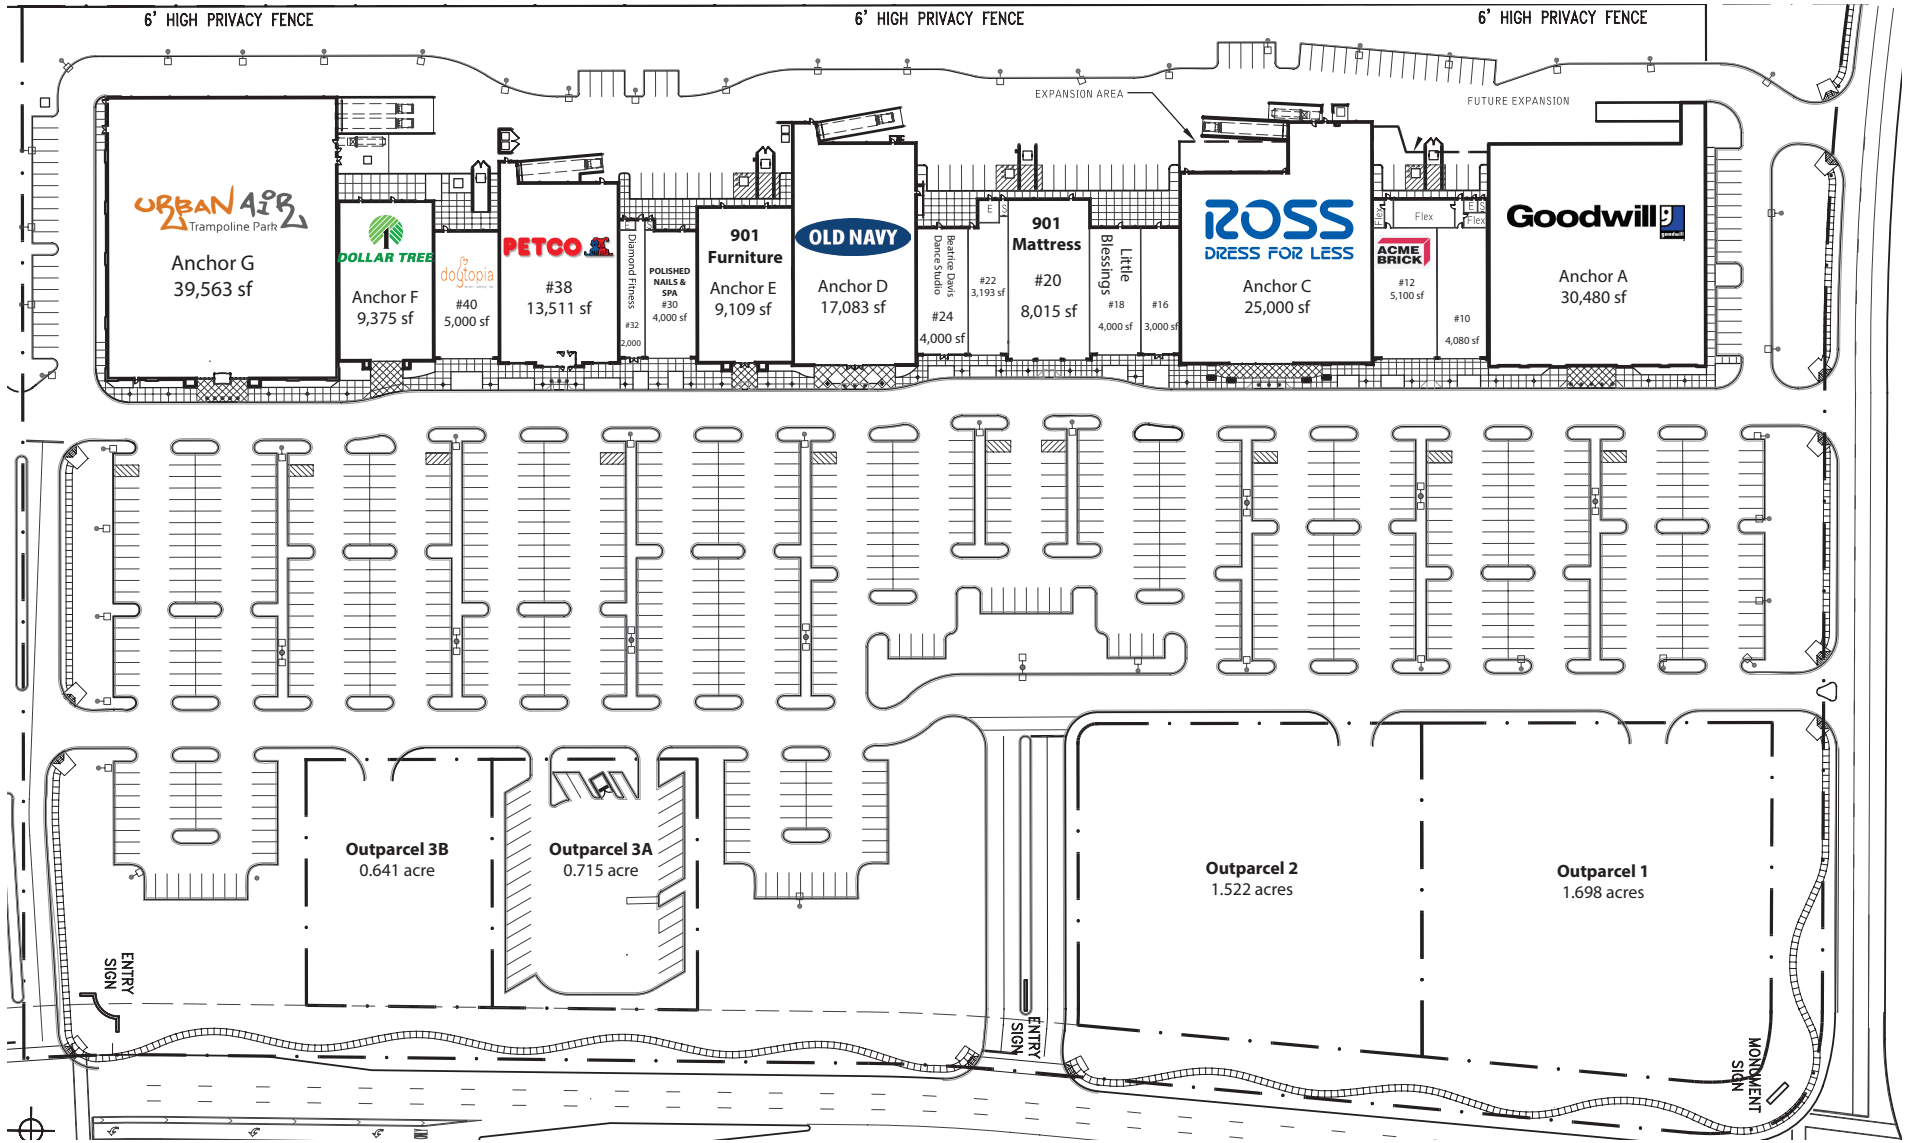 6' HIGH PRIVACY FENCE
6' HIGH PRIVACY FENCE
6' HIGH PRIVACY FENCE
EXPANSION AREA
FUTURE EXPANSION
URBAN AIR
Trampoline Park
Anchor G
39,563 sf
DOLLAR TREE
Anchor F
9,375 sf
dogtopia
#40
5,000 sf
PETCO
#38
13,511 sf
E
S
Diamond Fitness
#32
2,000
POLISHED
NAILS &
SPA
#30
4,000 sf
901
Furniture
Anchor E
9,109 sf
OLD NAVY
Anchor D
17,083 sf
Beatrice Davis
Dance Studio
#24
4,000 sf
E
S
#22
3,193 sf
901
Mattress
#20
8,015 sf
Little
Blessings
#18
4,000 sf
#16
3,000 sf
ROSS
DRESS FOR LESS
Anchor C
25,000 sf
Flex
Flex
E
S
Flex
ACME
BRICK
#12
5,100 sf
#10
4,080 sf
Goodwill
goodwill
Anchor A
30,480 sf
Outparcel 3B
0.641 acre
Outparcel 3A
0.715 acre
Outparcel 2
1.522 acres
Outparcel 1
1.698 acres
ENTRY
SIGN
ENTRY
SIGN
MONUMENT
SIGN